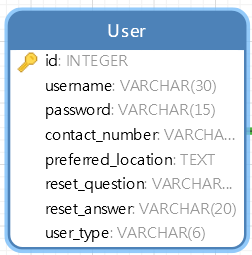 User
id: INTEGER
username: VARCHAR(30)
password: VARCHAR(15)
contact_number: VARCHA...
preferred_location: TEXT
reset_question: VARCHAR...
reset_answer: VARCHAR(20)
user_type: VARCHAR(6)